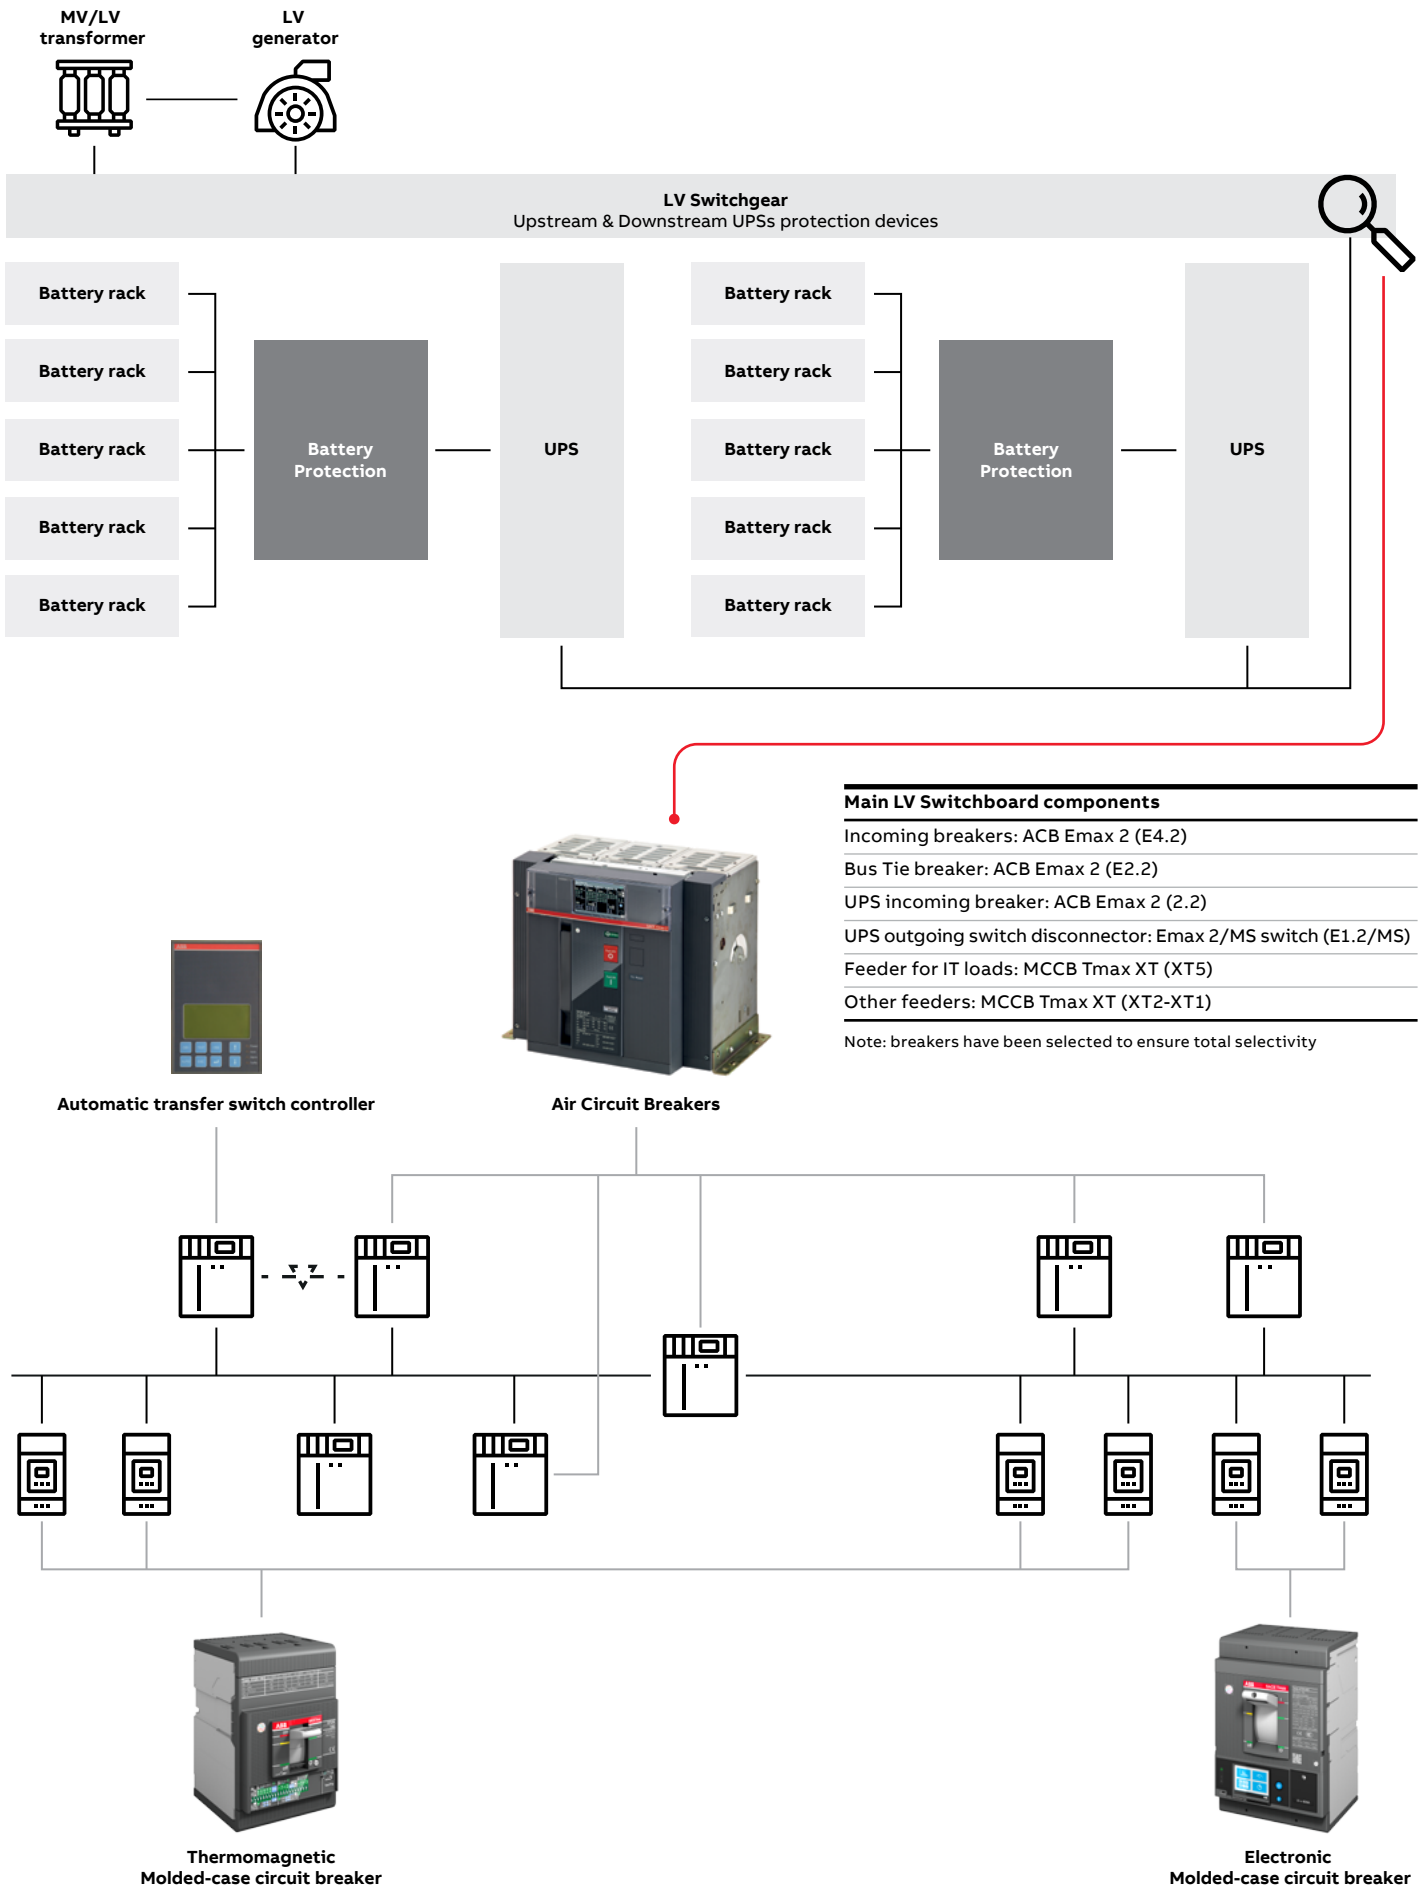 MV/LV
transformer
LV
generator
LV Switchgear
Upstream & Downstream UPSs protection devices
Battery rack
Battery rack
Battery rack
Battery rack
Battery rack
Battery
Protection
UPS
Battery rack
Battery rack
Battery rack
Battery rack
Battery rack
Battery
Protection
UPS
Main LV Switchboard components
Incoming breakers: ACB Emax 2 (E4.2)
Bus Tie breaker: ACB Emax 2 (E2.2)
UPS incoming breaker: ACB Emax 2 (2.2)
UPS outgoing switch disconnector: Emax 2/MS switch (E1.2/MS)
Feeder for IT loads: MCCB Tmax XT (XT5)
Other feeders: MCCB Tmax XT (XT2-XT1)
Note: breakers have been selected to ensure total selectivity
Automatic transfer switch controller
Air Circuit Breakers
ABB
ABB
Thermomagnetic
Molded-case circuit breaker
Electronic
Molded-case circuit breaker